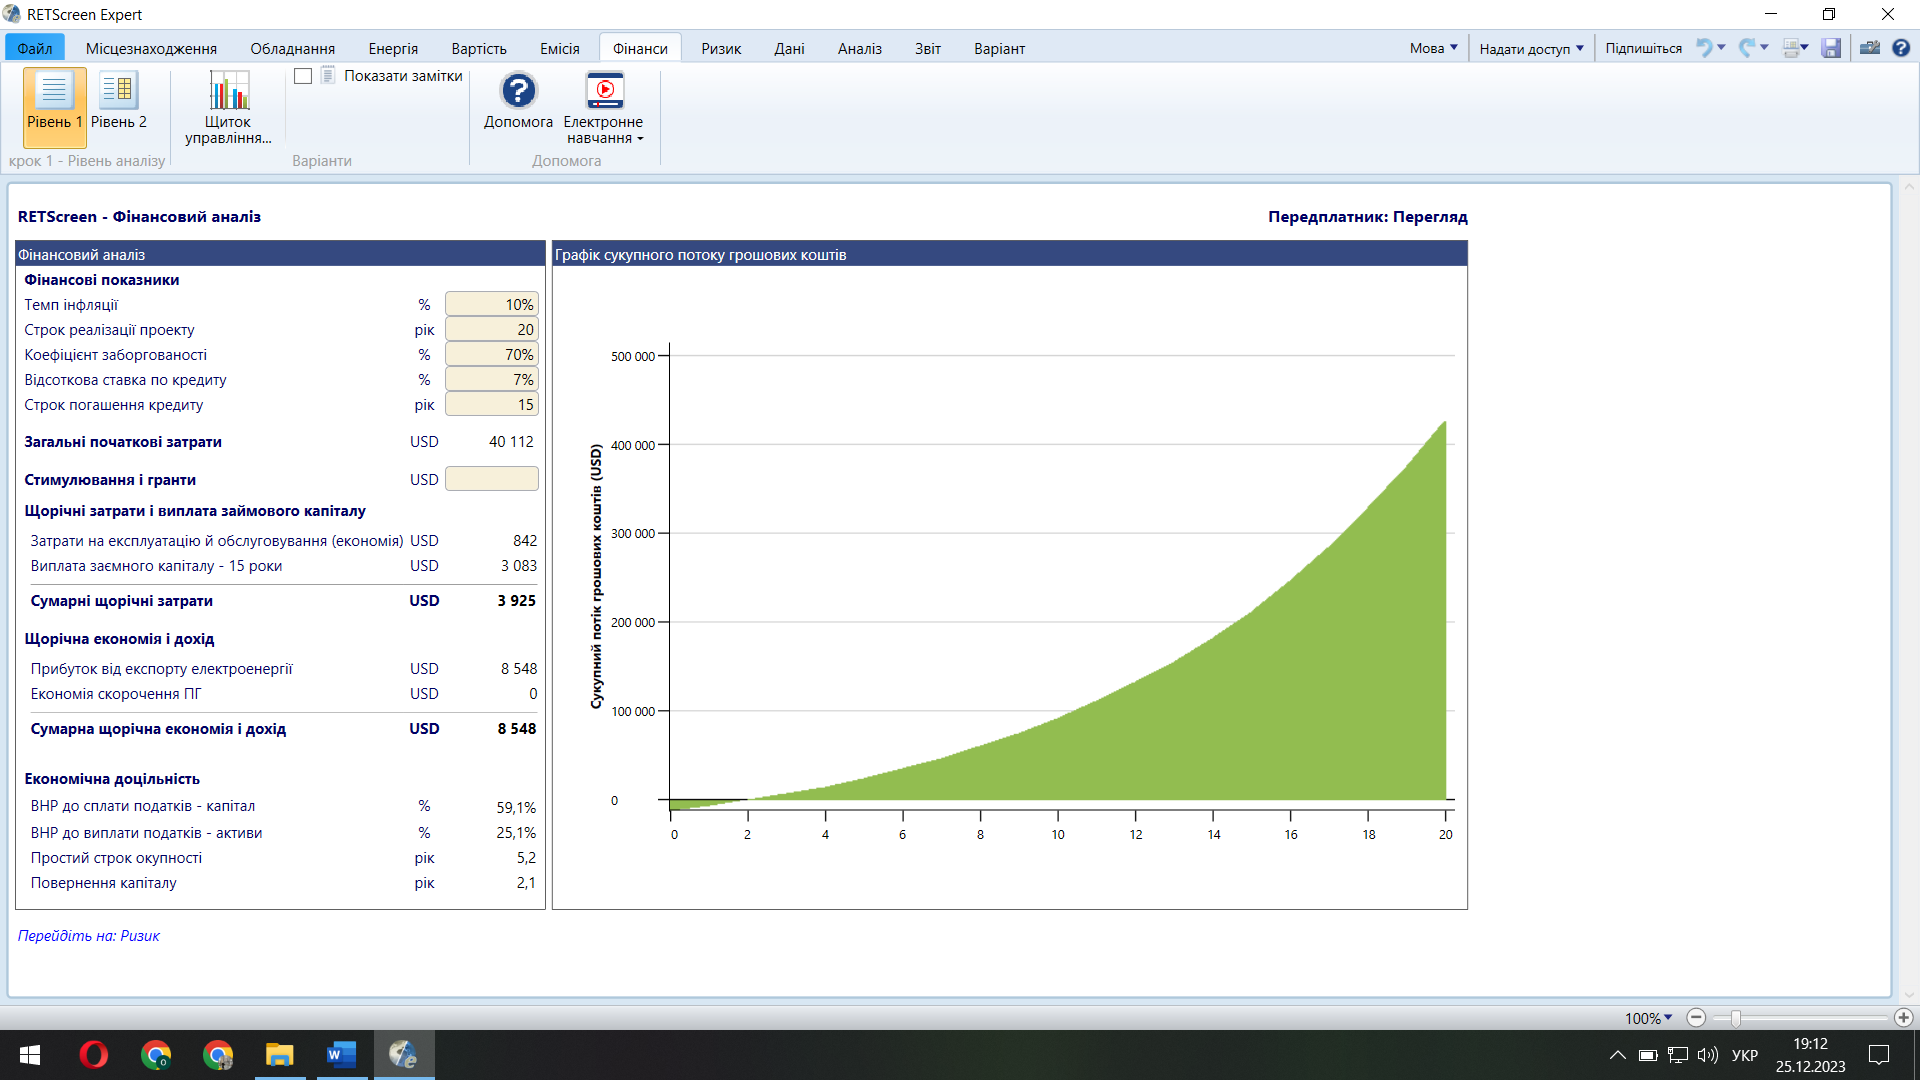 RETScreen Expert
Файл Місцезнаходження Обладнання Енергія Вартість Емісія Фінанси Ризик Дані Аналіз Звіт Варіант Мова Надати доступ Підпишіться
Рівень 1 Рівень 2
крок 1 - Рівень аналізу
Щиток управління...
Показати замітки
Варіанти
Допомога
Електронне навчання
Допомога
RETScreen - Фінансовий аналіз
Передплатник: Перегляд
Фінансовий аналіз
Фінансові показники
Темп інфляції % 10%
Строк реалізації проекту рік 20
Коефіцієнт заборгованості % 70%
Відсоткова ставка по кредиту % 7%
Строк погашення кредиту рік 15
Загальні початкові затрати USD 40 112
Стимулювання і гранти USD
Щорічні затрати і виплата займового капіталу
Затрати на експлуатацію й обслуговування (економія) USD 842
Виплата заємного капіталу - 15 роки USD 3 083
Сумарні щорічні затрати USD 3 925
Щорічна економія і дохід
Прибуток від експорту електроенергії USD 8 548
Економія скорочення ПГ USD 0
Сумарна щорічна економія і дохід USD 8 548
Економічна доцільність
ВНР до сплати податків - капітал % 59,1%
ВНР до виплати податків - активи % 25,1%
Простий строк окупності рік 5,2
Повернення капіталу рік 2,1
Графік сукупного потоку грошових коштів
Сукупний потік грошових коштів (USD)
500 000
400 000
300 000
200 000
100 000
0
0 2 4 6 8 10 12 14 16 18 20
Перейдіть на: Ризик
100%
УКР
19:12
25.12.2023